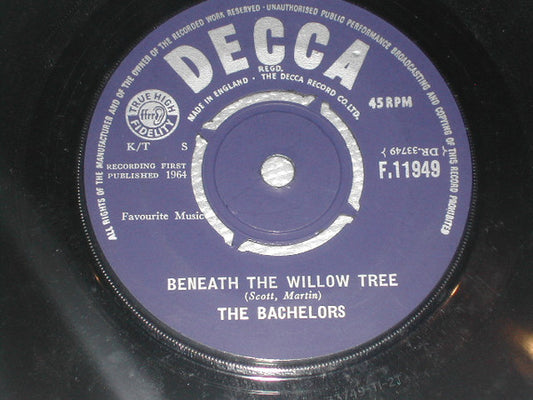 ALL RIGHTS OF THE MANUFACTURER AND OF THE OWNER OF THE RECORDED WORK RESERVED · UNAUTHORISED PUBLIC PERFORMANCE BROADCASTING AND COPYING OF THIS RECORD PROHIBITED
DECCA
REGD.
MADE IN ENGLAND · THE DECCA RECORD CO. LTD.
TRUE HIGH
ffrr
FIDELITY
45 RPM
K/T S
(DR-33749)
RECORDING FIRST
PUBLISHED 1964
F.11949
Favourite Music
BENEATH THE WILLOW TREE
(Scott, Martin)
THE BACHELORS